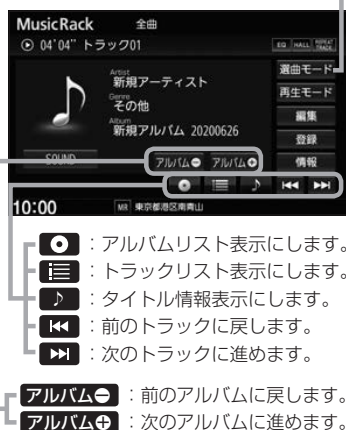 MusicRack 全曲
04'04" トラック01
EQ HALL REPEAT TRACK
選曲モード
Artist
新規アーティスト
再生モード
Genre
その他
編集
Album
新規アルバム 20200626
登録
SOUND
アルバム⊖ アルバム⊕
情報
10:00
MR 東京都港区南青山
：アルバムリスト表示にします。
：トラックリスト表示にします。
：タイトル情報表示にします。
：前のトラックに戻します。
：次のトラックに進めます。
アルバム⊖：前のアルバムに戻します。
アルバム⊕：次のアルバムに進めます。